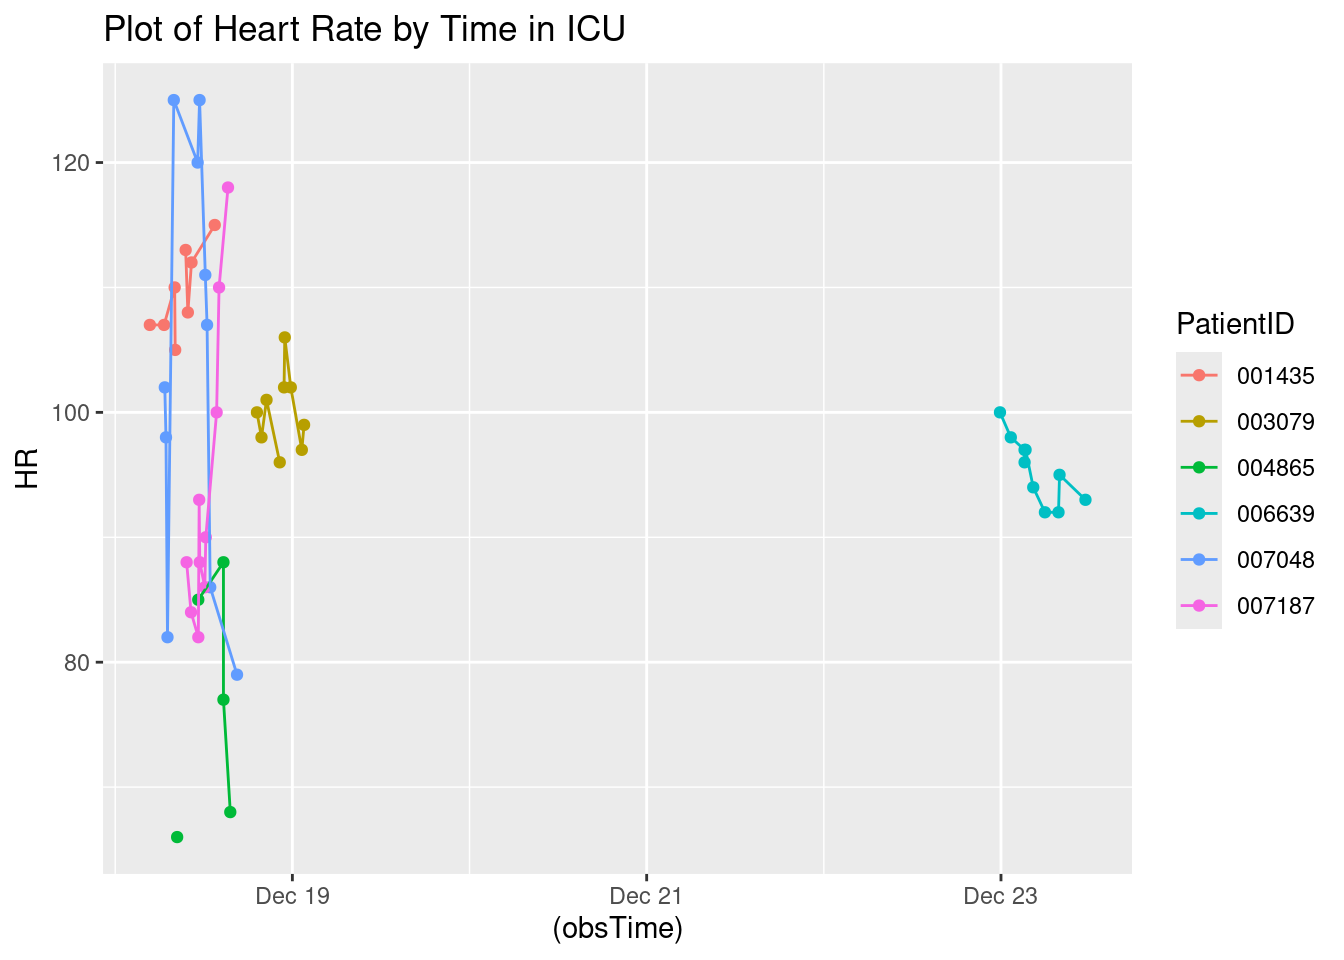 Plot of Heart Rate by Time in ICU
120
100
80
HR
Dec 19
Dec 21
Dec 23
(obsTime)
PatientID
001435
003079
004865
006639
007048
007187